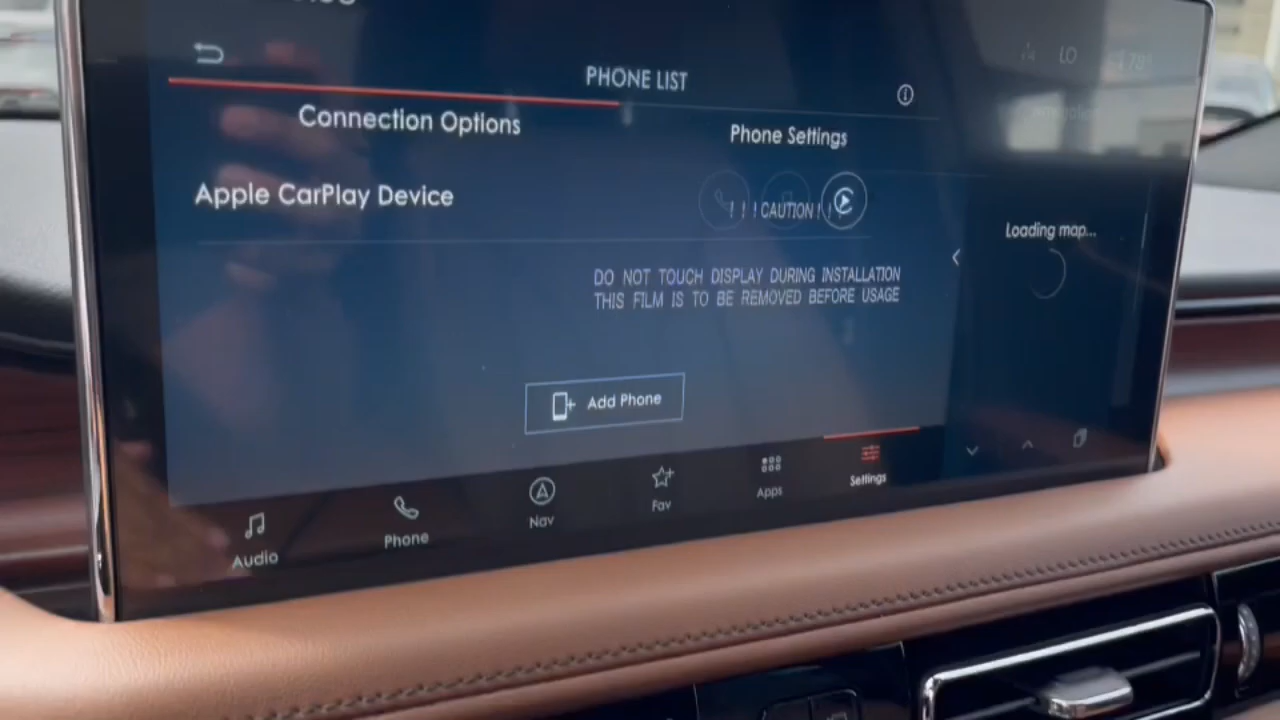 LO
PHONE LIST
Connection Options
Phone Settings
Apple CarPlay Device
! ! ! CAUTION ! ! !
Loading map...
DO NOT TOUCH DISPLAY DURING INSTALLATION
THIS FILM IS TO BE REMOVED BEFORE USAGE
Add Phone
Audio
Phone
Nav
Fav
Apps
Settings